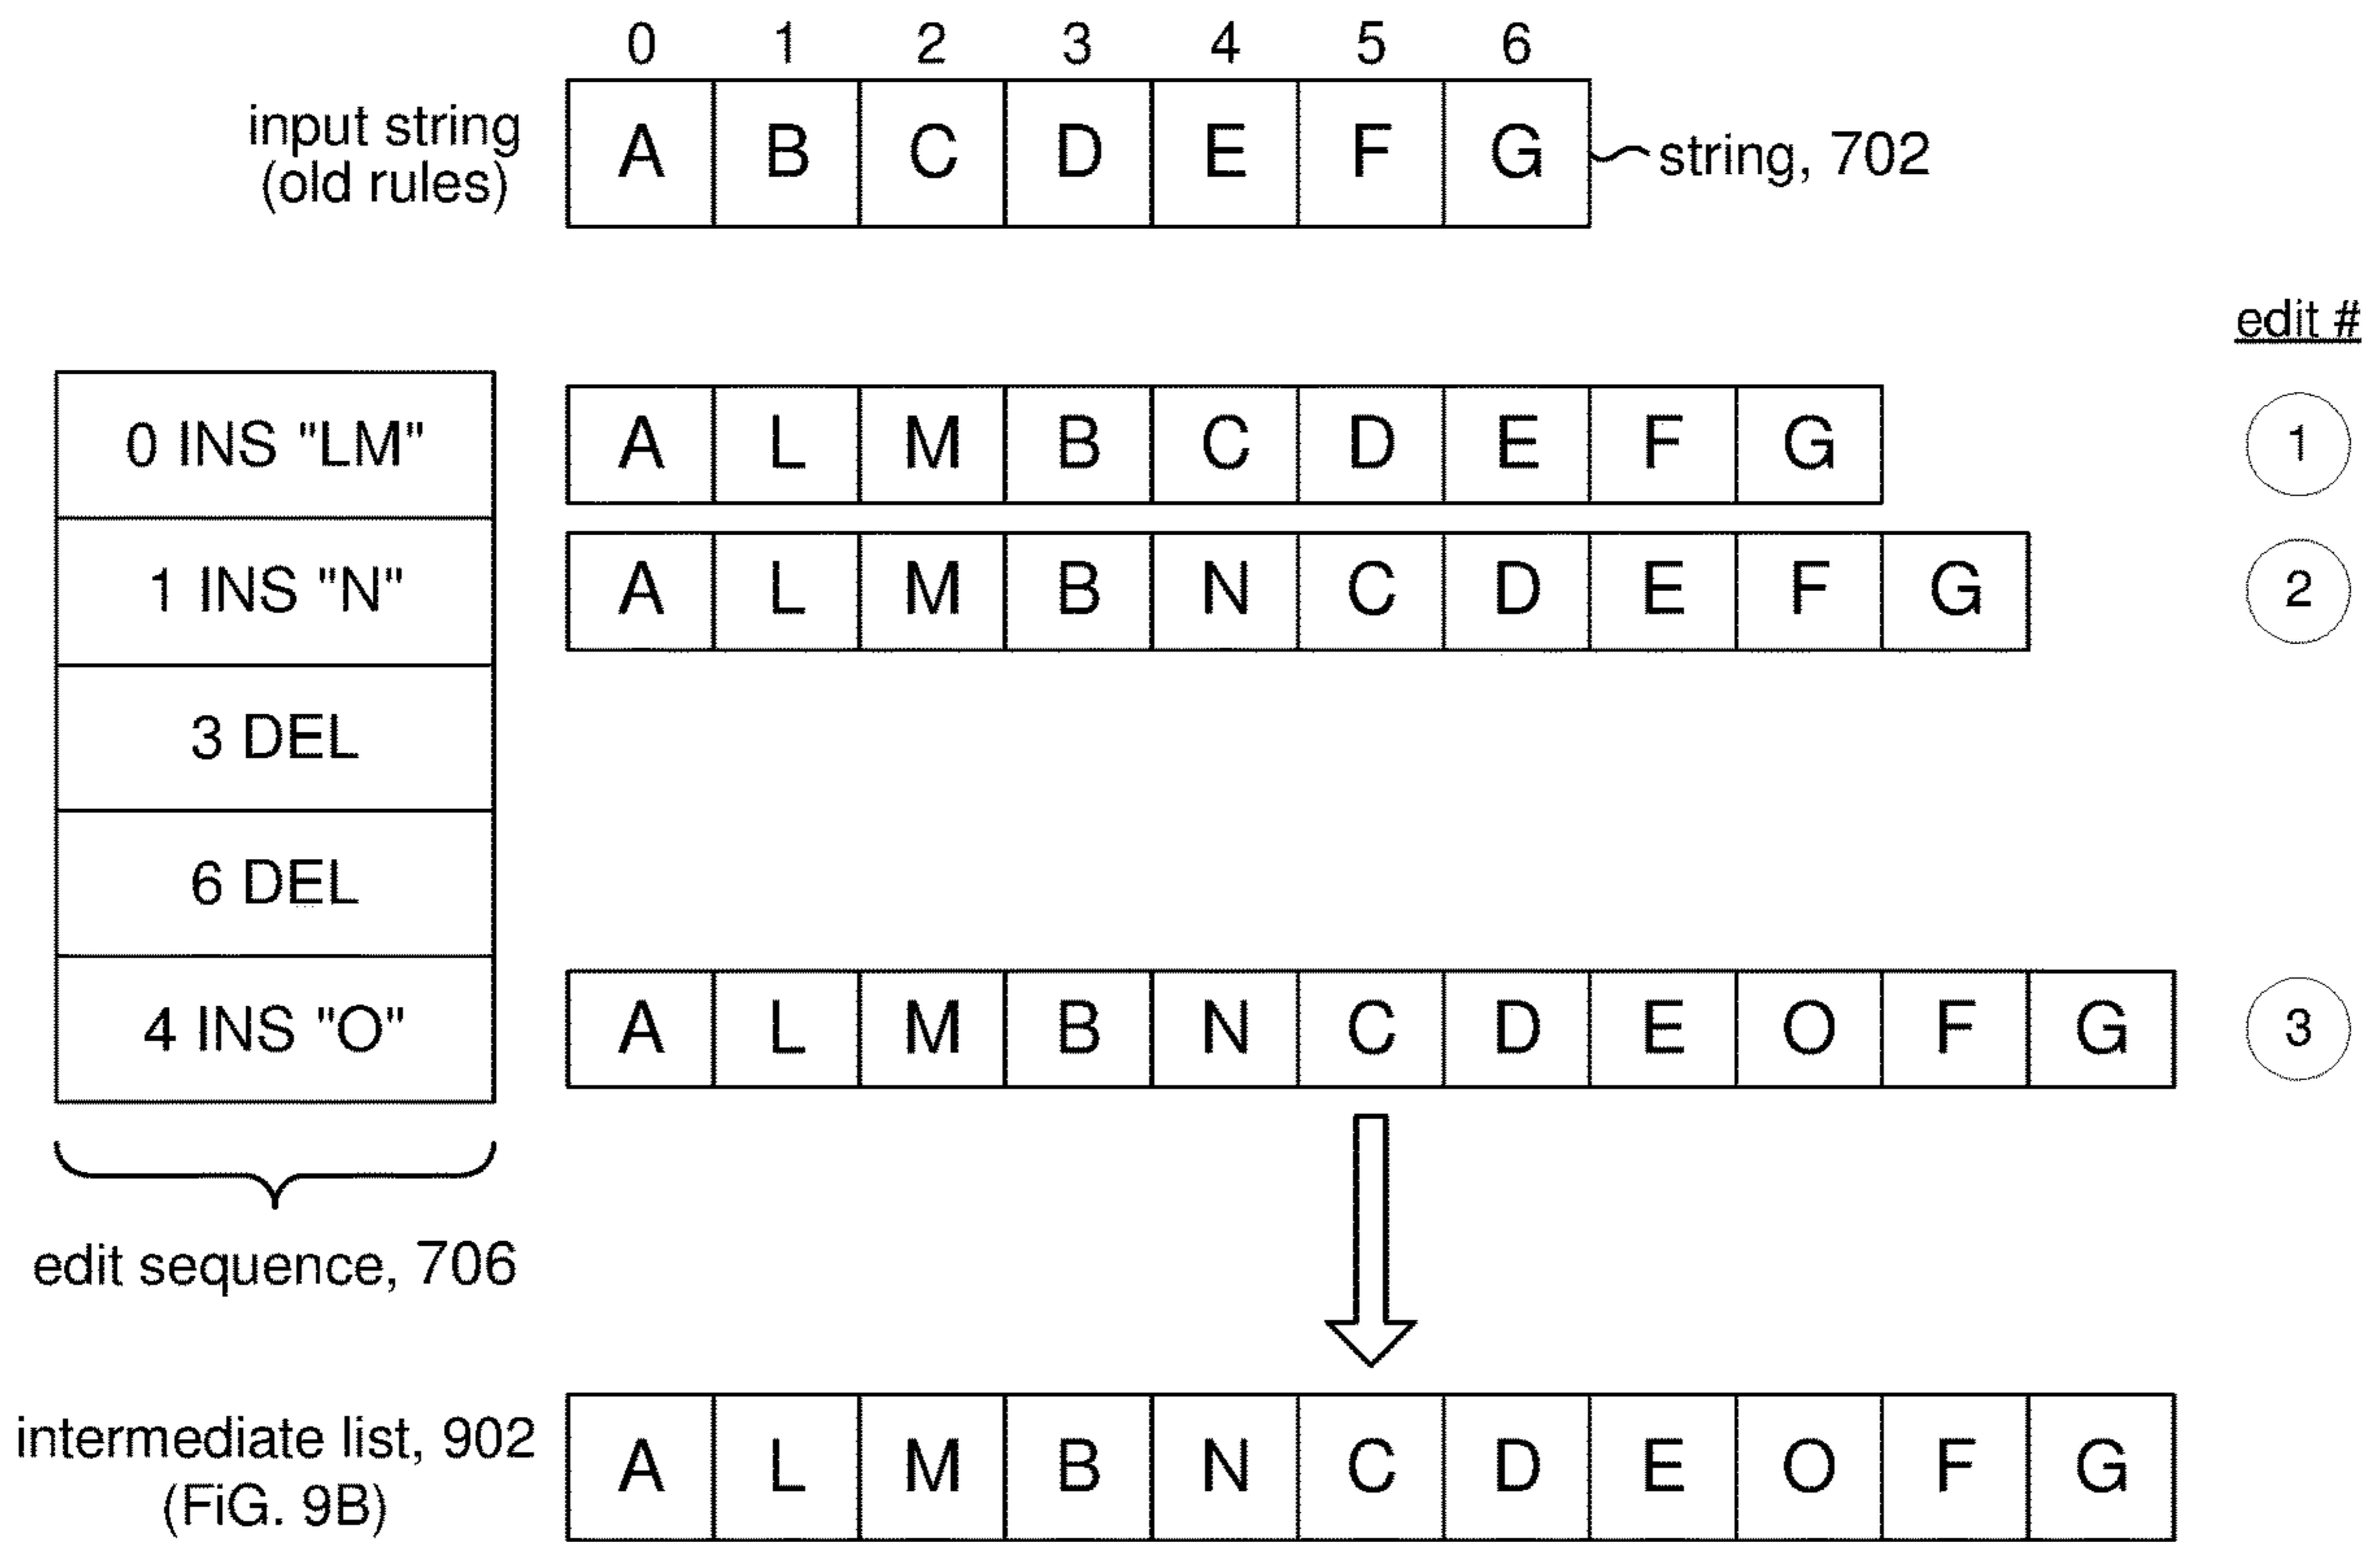 0 1 2 3 4 5 6
input string
(old rules)
A B C D E F G
string, 702
edit #
0 INS "LM"
A L M B C D E F G
1
1 INS "N"
A L M B N C D E F G
2
3 DEL
6 DEL
4 INS "O"
A L M B N C D E O F G
3
edit sequence, 706
intermediate list, 902
(FiG. 9B)
A L M B N C D E O F G